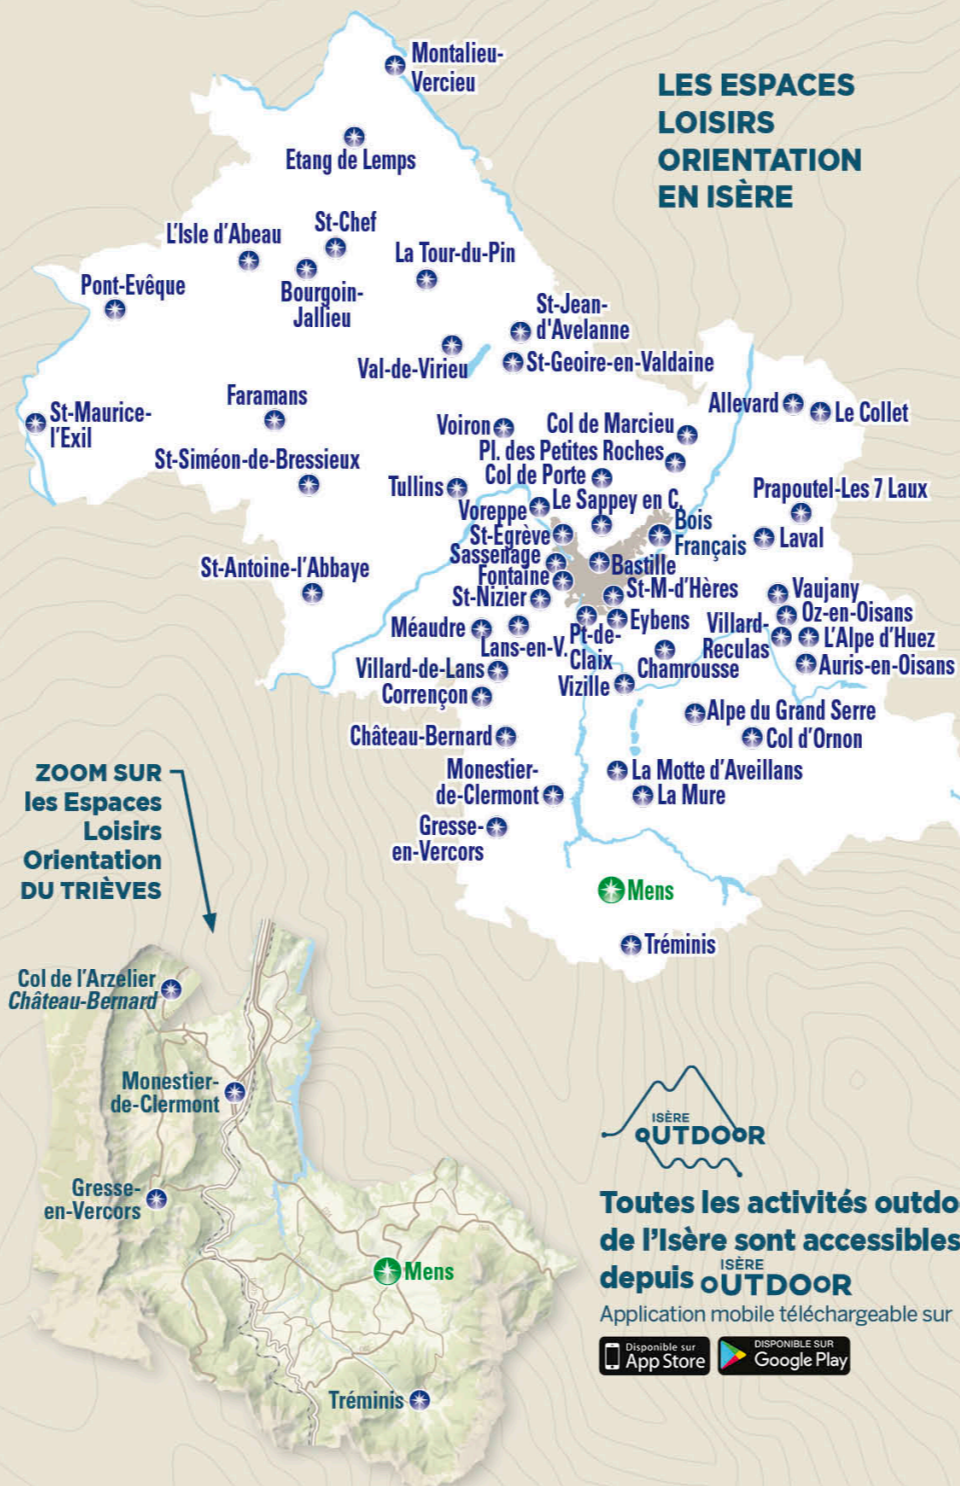 LES ESPACES
LOISIRS
ORIENTATION
EN ISÈRE
Montalieu-
Vercieu
Etang de Lemps
St-Chef
L'Isle d'Abeau
La Tour-du-Pin
Pont-Evêque
Bourgoin-
Jallieu
St-Jean-
d'Avelanne
Val-de-Virieu
St-Geoire-en-Valdaine
Faramans
St-Maurice-
l'Exil
Allevard
Le Collet
Voiron
Col de Marcieu
Pl. des Petites Roches
St-Siméon-de-Bressieux
Col de Porte
Tullins
Prapoutel-Les 7 Laux
Le Sappey en C.
Voreppe
Bois
Français
St-Egrève
Laval
Sassenage
Bastille
St-Antoine-l'Abbaye
Fontaine
St-M-d'Hères
Vaujany
St-Nizier
Oz-en-Oisans
Eybens
Villard-
Reculas
Méaudre
L'Alpe d'Huez
Lans-en-V.
Pt-de-
Claix
Chamrousse
Auris-en-Oisans
Villard-de-Lans
Vizille
Corrençon
Alpe du Grand Serre
Château-Bernard
Col d'Ornon
Monestier-
de-Clermont
La Motte d'Aveillans
La Mure
Gresse-
en-Vercors
Mens
Tréminis
ZOOM SUR
les Espaces
Loisirs
Orientation
DU TRIÈVES
Col de l'Arzelier
Château-Bernard
Monestier-
de-Clermont
Gresse-
en-Vercors
Mens
Tréminis
ISÈRE
OUTDOOR
Toutes les activités outdo
de l'Isère sont accessibles
depuis ISÈRE OUTDOOR
Application mobile téléchargeable sur
Disponible sur
App Store
DISPONIBLE SUR
Google Play